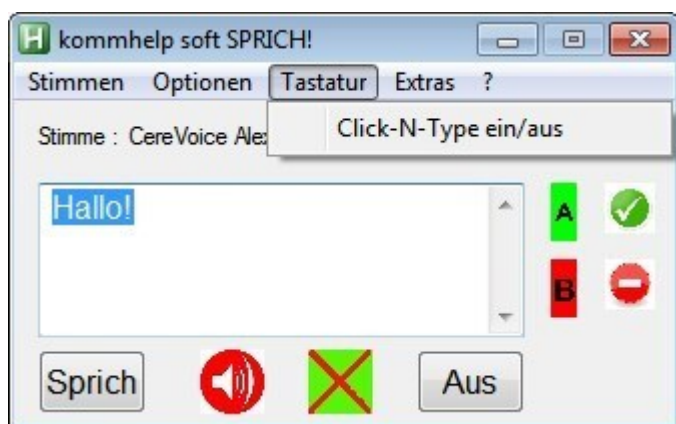 kommhelp soft SPRICH!
Stimmen Optionen Tastatur Extras ?
Click-N-Type ein/aus
Stimme : CereVoice
Hallo!
A
B
Sprich Aus